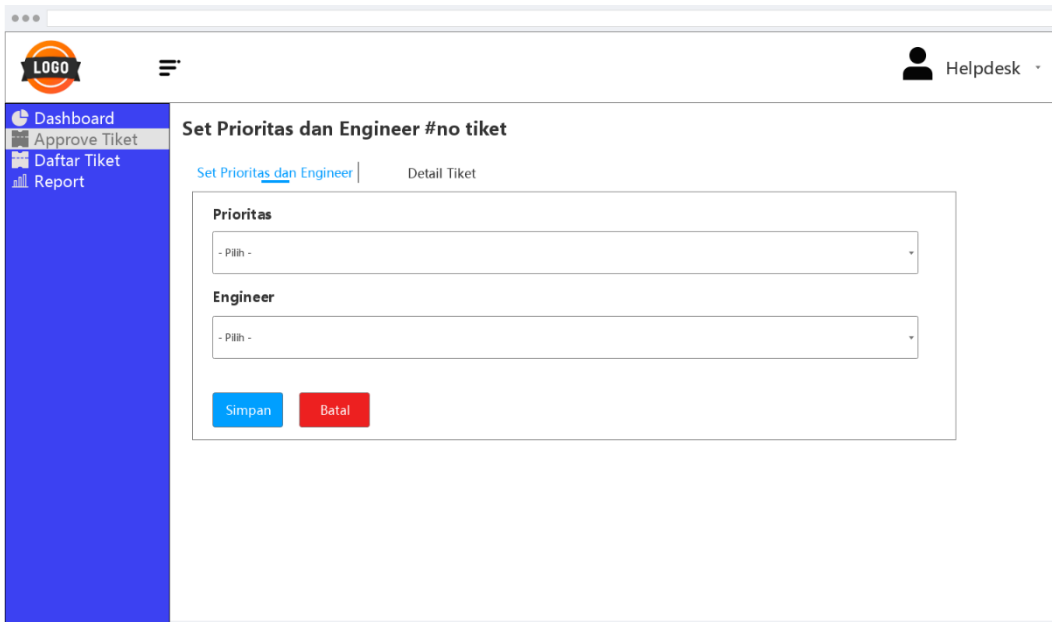 LOGO
Helpdesk
Dashboard
Approve Tiket
Daftar Tiket
Report
Set Prioritas dan Engineer #no tiket
Set Prioritas dan Engineer
Detail Tiket
Prioritas
- Pilih -
Engineer
- Pilih -
Simpan
Batal